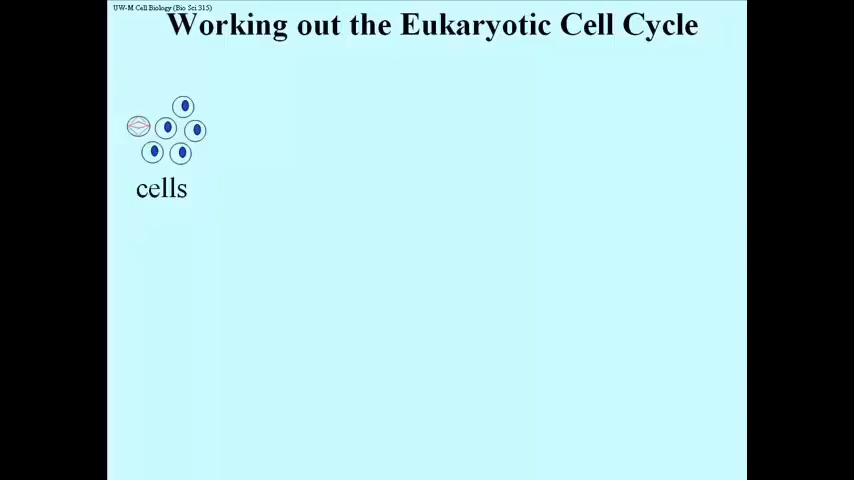 UW-M Cell Biology (Bio Sci 315)
Working out the Eukaryotic Cell Cycle
cells